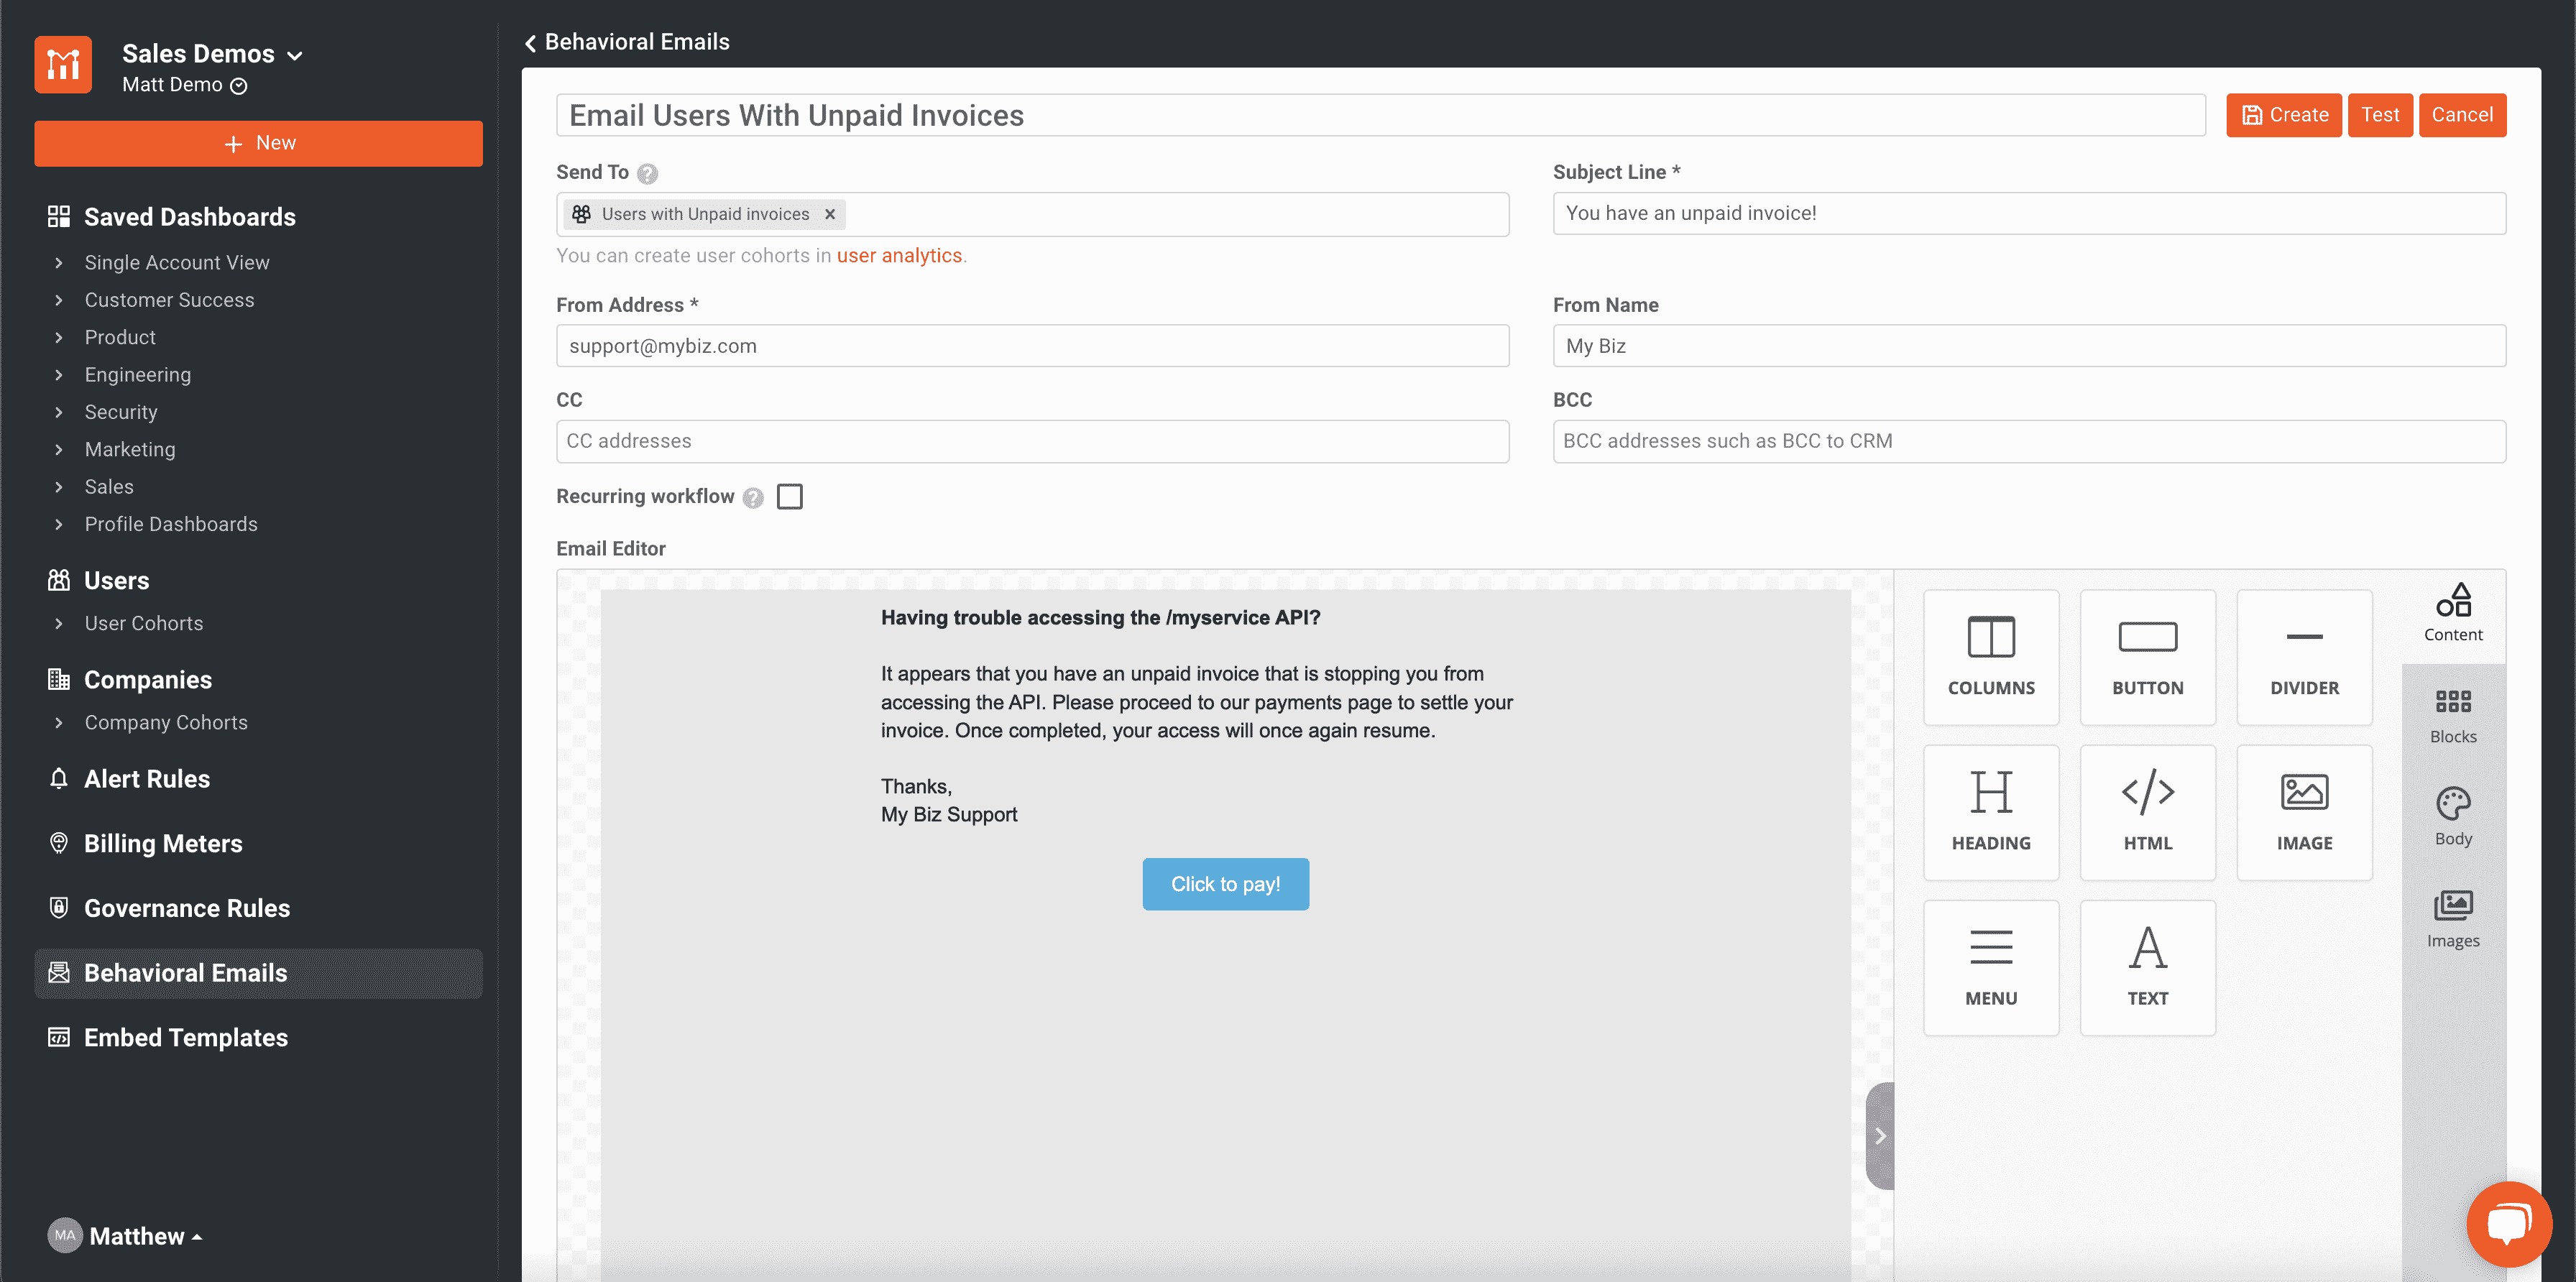 Sales Demos
Matt Demo
+ New
Saved Dashboards
Single Account View
Customer Success
Product
Engineering
Security
Marketing
Sales
Profile Dashboards
Users
User Cohorts
Companies
Company Cohorts
Alert Rules
Billing Meters
Governance Rules
Behavioral Emails
Embed Templates
MA Matthew
Behavioral Emails
Email Users With Unpaid Invoices
Create Test Cancel
Send To ?
Users with Unpaid invoices ×
You can create user cohorts in user analytics.
Subject Line *
You have an unpaid invoice!
From Address *
support@mybiz.com
From Name
My Biz
CC
CC addresses
BCC
BCC addresses such as BCC to CRM
Recurring workflow ?
Email Editor
Having trouble accessing the /myservice API?
It appears that you have an unpaid invoice that is stopping you from
accessing the API. Please proceed to our payments page to settle your
invoice. Once completed, your access will once again resume.
Thanks,
My Biz Support
Click to pay!
COLUMNS
BUTTON
DIVIDER
HEADING
HTML
IMAGE
MENU
TEXT
Content
Blocks
Body
Images